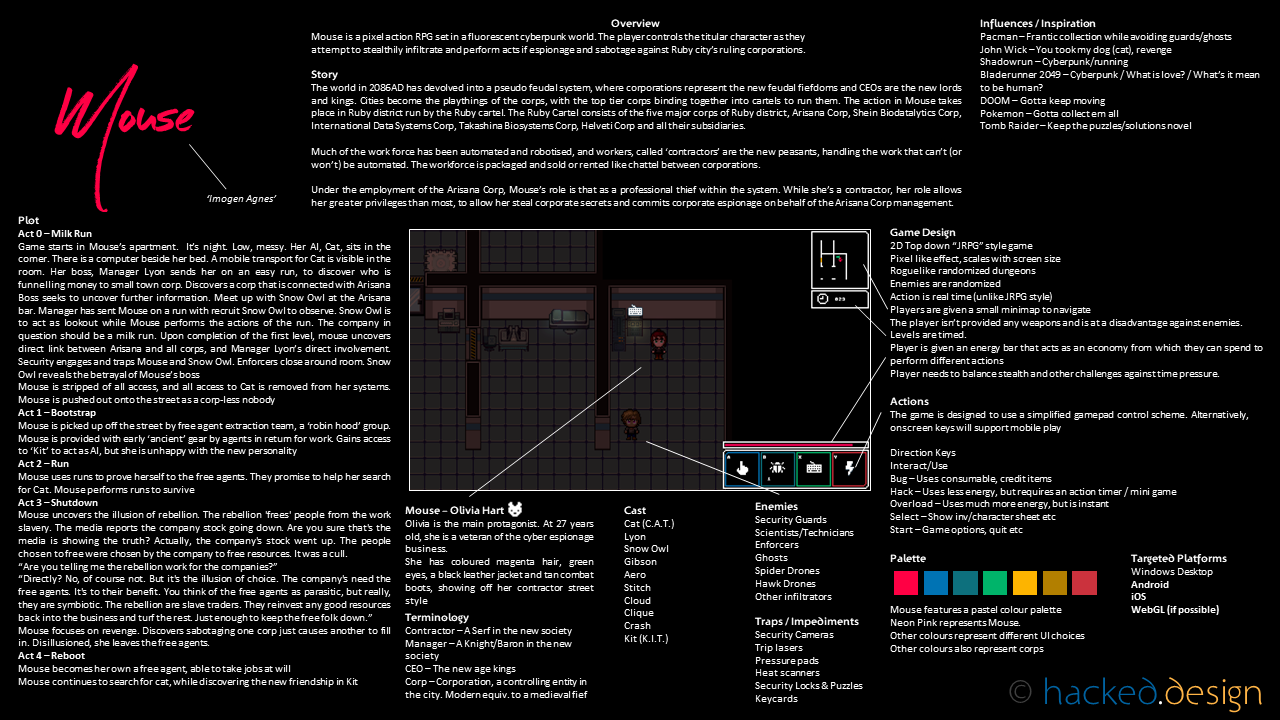 Mouse
'Imogen Agnes'
Overview
Mouse is a pixel action RPG set in a fluorescent cyberpunk world. The player controls the titular character as they
attempt to stealthily infiltrate and perform acts if espionage and sabotage against Ruby city's ruling corporations.
Story
The world in 2086AD has devolved into a pseudo feudal system, where corporations represent the new feudal fiefdoms and CEOs are the new lords
and kings. Cities become the playthings of the corps, with the top tier corps binding together into cartels to run them. The action in Mouse takes
place in Ruby district run by the Ruby cartel. The Ruby Cartel consists of the five major corps of Ruby district, Arisana Corp, Shein Biodatalytics Corp,
International Data Systems Corp, Takashina Biosystems Corp, Helveti Corp and all their subsidiaries.
Much of the work force has been automated and robotised, and workers, called 'contractors' are the new peasants, handling the work that can't (or
won't) be automated. The workforce is packaged and sold or rented like chattel between corporations.
Under the employment of the Arisana Corp, Mouse's role is that as a professional thief within the system. While she's a contractor, her role allows
her greater privileges than most, to allow her steal corporate secrets and commits corporate espionage on behalf of the Arisana Corp management.
Influences / Inspiration
Pacman – Frantic collection while avoiding guards/ghosts
John Wick – You took my dog (cat), revenge
Shadowrun – Cyberpunk/running
Bladerunner 2049 – Cyberpunk / What is love? / What's it mean
to be human?
DOOM – Gotta keep moving
Pokemon – Gotta collect em all
Tomb Raider – Keep the puzzles/solutions novel
Plot
Act 0 – Milk Run
Game starts in Mouse's apartment. It's night. Low, messy. Her AI, Cat, sits in the
corner. There is a computer beside her bed. A mobile transport for Cat is visible in the
room. Her boss, Manager Lyon sends her on an easy run, to discover who is
funnelling money to small town corp. Discovers a corp that is connected with Arisana
Boss seeks to uncover further information. Meet up with Snow Owl at the Arisana
bar. Manager has sent Mouse on a run with recruit Snow Owl to observe. Snow Owl is
to act as lookout while Mouse performs the actions of the run. The company in
question should be a milk run. Upon completion of the first level, mouse uncovers
direct link between Arisana and all corps, and Manager Lyon's direct involvement.
Security engages and traps Mouse and Snow Owl. Enforcers close around room. Snow
Owl reveals the betrayal of Mouse's boss
Mouse is stripped of all access, and all access to Cat is removed from her systems.
Mouse is pushed out onto the street as a corp-less nobody
Act 1 – Bootstrap
Mouse is picked up off the street by free agent extraction team, a 'robin hood' group.
Mouse is provided with early 'ancient' gear by agents in return for work. Gains access
to 'Kit' to act as AI, but she is unhappy with the new personality
Act 2 – Run
Mouse uses runs to prove herself to the free agents. They promise to help her search
for Cat. Mouse performs runs to survive
Act 3 – Shutdown
Mouse uncovers the illusion of rebellion. The rebellion 'frees' people from the work
slavery. The media reports the company stock going down. Are you sure that's the
media is showing the truth? Actually, the company's stock went up. The people
chosen to free were chosen by the company to free resources. It was a cull.
"Are you telling me the rebellion work for the companies?"
"Directly? No, of course not. But it's the illusion of choice. The company's need the
free agents. It's to their benefit. You think of the free agents as parasitic, but really,
they are symbiotic. The rebellion are slave traders. They reinvest any good resources
back into the business and turf the rest. Just enough to keep the free folk down."
Mouse focuses on revenge. Discovers sabotaging one corp just causes another to fill
in. Disillusioned, she leaves the free agents.
Act 4 – Reboot
Mouse becomes her own a free agent, able to take jobs at will
Mouse continues to search for cat, while discovering the new friendship in Kit
Mouse – Olivia Hart
Olivia is the main protagonist. At 27 years
old, she is a veteran of the cyber espionage
business.
She has coloured magenta hair, green
eyes, a black leather jacket and tan combat
boots, showing off her contractor street
style
Terminology
Contractor – A Serf in the new society
Manager – A Knight/Baron in the new
society
CEO – The new age kings
Corp – Corporation, a controlling entity in
the city. Modern equiv. to a medieval fief
Cast
Cat (C.A.T.)
Lyon
Snow Owl
Gibson
Aero
Stitch
Cloud
Clique
Crash
Kit (K.I.T.)
Enemies
Security Guards
Scientists/Technicians
Enforcers
Ghosts
Spider Drones
Hawk Drones
Other infiltrators
Traps / Impediments
Security Cameras
Trip lasers
Pressure pads
Heat scanners
Security Locks & Puzzles
Keycards
Game Design
2D Top down "JRPG" style game
Pixel like effect, scales with screen size
Roguelike randomized dungeons
Enemies are randomized
Action is real time (unlike JRPG style)
Players are given a small minimap to navigate
The player isn't provided any weapons and is at a disadvantage against enemies.
Levels are timed.
Player is given an energy bar that acts as an economy from which they can spend to
perform different actions
Player needs to balance stealth and other challenges against time pressure.
Actions
The game is designed to use a simplified gamepad control scheme. Alternatively,
onscreen keys will support mobile play
Direction Keys
Interact/Use
Bug – Uses consumable, credit items
Hack – Uses less energy, but requires an action timer / mini game
Overload – Uses much more energy, but is instant
Select – Show inv/character sheet etc
Start – Game options, quit etc
Palette
Mouse features a pastel colour palette
Neon Pink represents Mouse.
Other colours represent different UI choices
Other colours also represent corps
Targeted Platforms
Windows Desktop
Android
iOS
WebGL (if possible)
© hacked.design